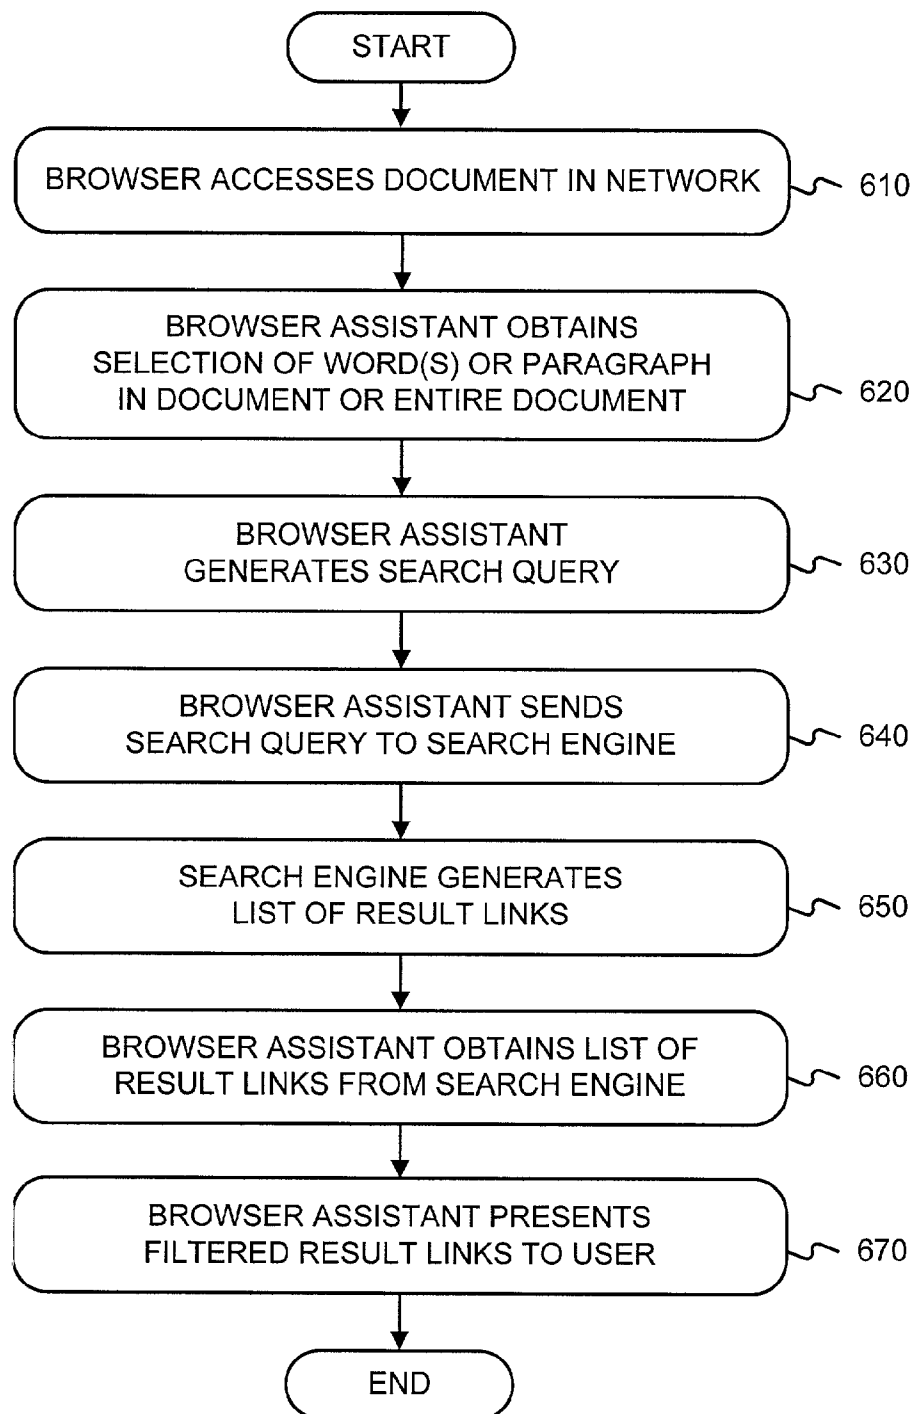 START
BROWSER ACCESSES DOCUMENT IN NETWORK
610
BROWSER ASSISTANT OBTAINS
SELECTION OF WORD(S) OR PARAGRAPH
IN DOCUMENT OR ENTIRE DOCUMENT
620
BROWSER ASSISTANT
GENERATES SEARCH QUERY
630
BROWSER ASSISTANT SENDS
SEARCH QUERY TO SEARCH ENGINE
640
SEARCH ENGINE GENERATES
LIST OF RESULT LINKS
650
BROWSER ASSISTANT OBTAINS LIST OF
RESULT LINKS FROM SEARCH ENGINE
660
BROWSER ASSISTANT PRESENTS
FILTERED RESULT LINKS TO USER
670
END